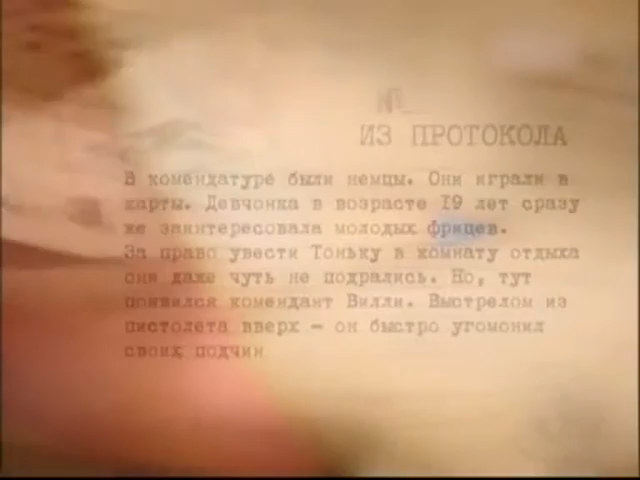 №
ИЗ ПРОТОКОЛА
В комендатуре были немцы. Они играли в
карты. Девчонка в возрасте 19 лет сразу
же заинтересовала молодых фрицев.
За право увести Тоньку в комнату отдыха
они даже чуть не подрались. Но, тут
появился комендант Вилли. Выстрелом из
пистолета вверх - он быстро угомонил
своих подчин